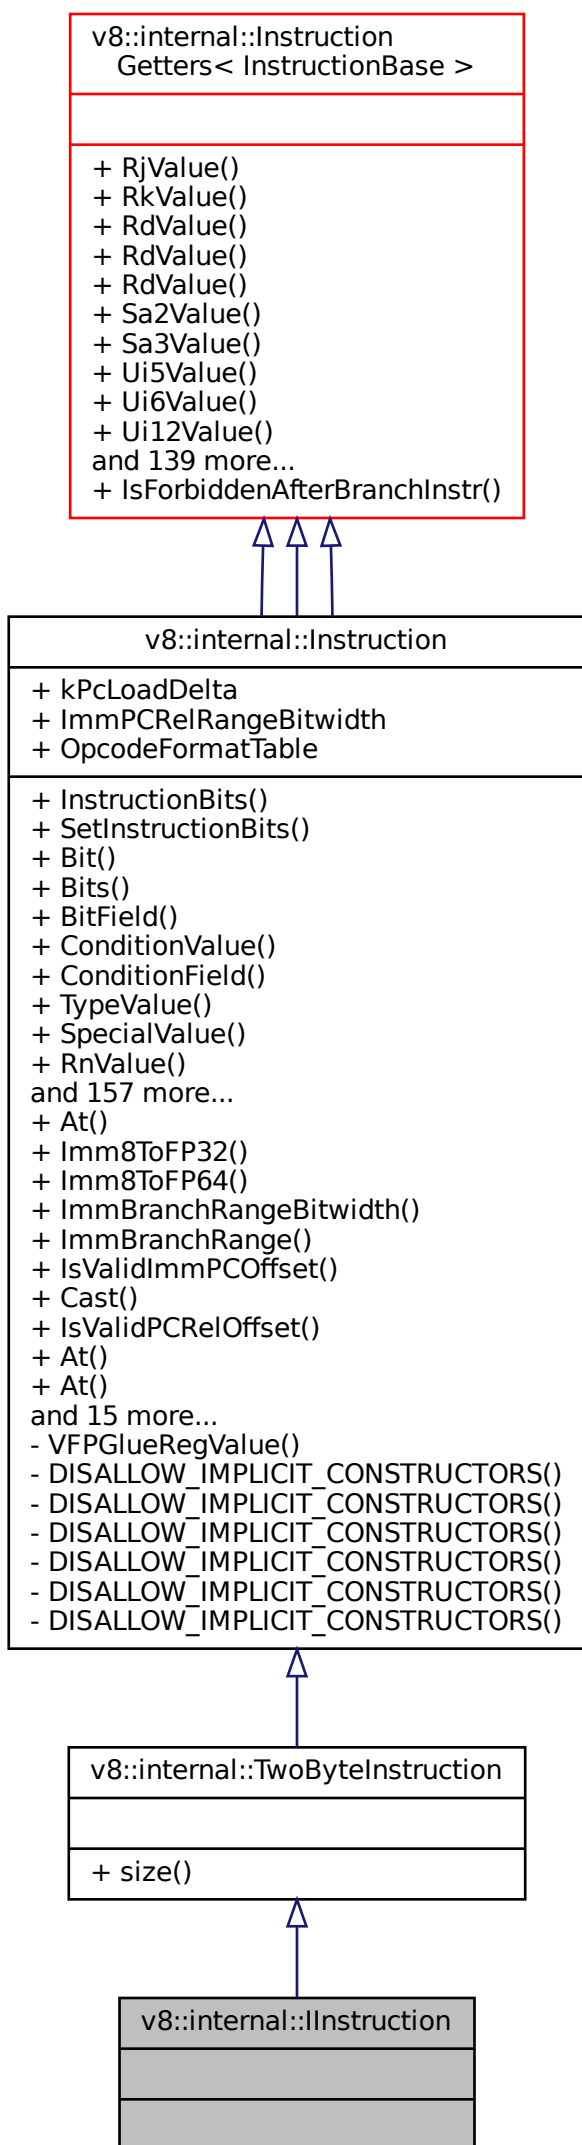 v8::internal::Instruction
Getters< InstructionBase >
+ RjValue()
+ RkValue()
+ RdValue()
+ RdValue()
+ RdValue()
+ Sa2Value()
+ Sa3Value()
+ Ui5Value()
+ Ui6Value()
+ Ui12Value()
and 139 more...
+ IsForbiddenAfterBranchInstr()
v8::internal::Instruction
+ kPcLoadDelta
+ ImmPCRelRangeBitwidth
+ OpcodeFormatTable
+ InstructionBits()
+ SetInstructionBits()
+ Bit()
+ Bits()
+ BitField()
+ ConditionValue()
+ ConditionField()
+ TypeValue()
+ SpecialValue()
+ RnValue()
and 157 more...
+ At()
+ Imm8ToFP32()
+ Imm8ToFP64()
+ ImmBranchRangeBitwidth()
+ ImmBranchRange()
+ IsValidImmPCOffset()
+ Cast()
+ IsValidPCRelOffset()
+ At()
+ At()
and 15 more...
- VFPGlueRegValue()
- DISALLOW_IMPLICIT_CONSTRUCTORS()
- DISALLOW_IMPLICIT_CONSTRUCTORS()
- DISALLOW_IMPLICIT_CONSTRUCTORS()
- DISALLOW_IMPLICIT_CONSTRUCTORS()
- DISALLOW_IMPLICIT_CONSTRUCTORS()
- DISALLOW_IMPLICIT_CONSTRUCTORS()
v8::internal::TwoByteInstruction
+ size()
v8::internal::IInstruction